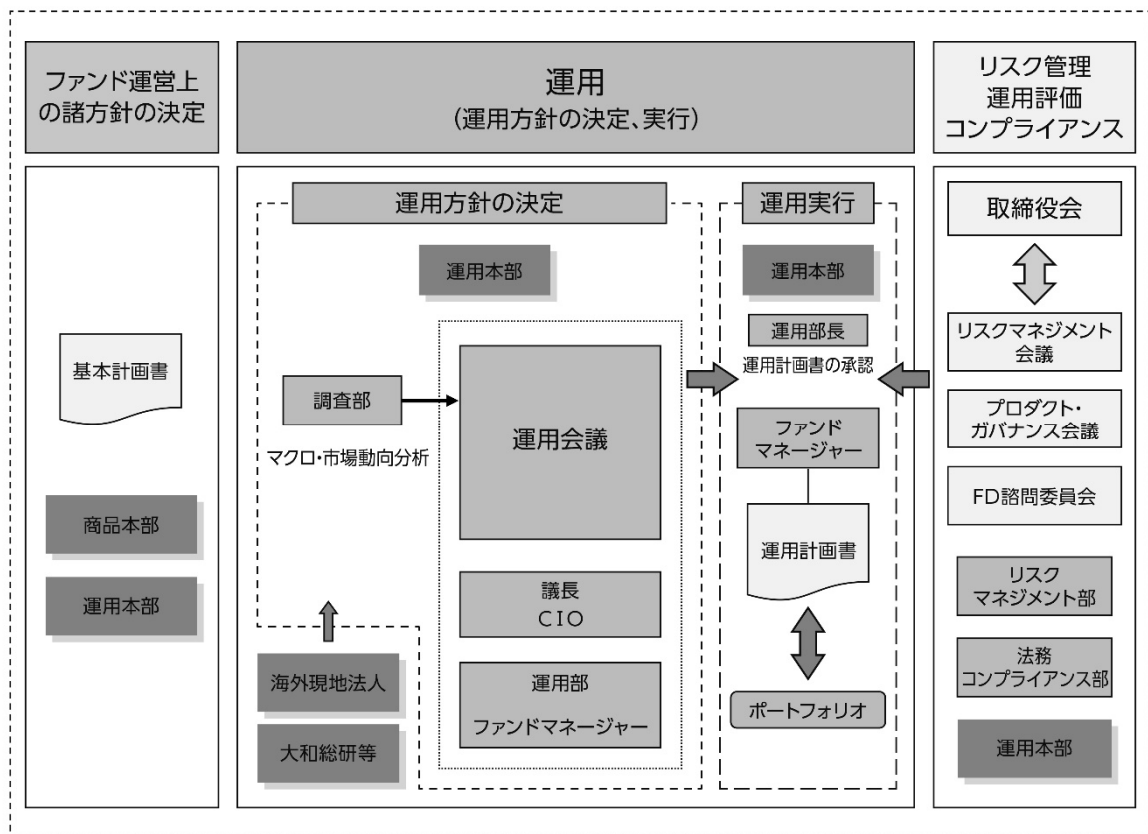 ファンド運営上
の諸方針の決定
基本計画書
商品本部
運用本部
運用
(運用方針の決定、実行)
運用方針の決定
運用本部
調査部
マクロ・市場動向分析
運用会議
議長
CIO
運用部
ファンドマネージャー
海外現地法人
大和総研等
運用実行
運用本部
運用部長
運用計画書の承認
ファンド
マネージャー
運用計画書
ポートフォリオ
リスク管理
運用評価
コンプライアンス
取締役会
リスクマネジメント
会議
プロダクト・
ガバナンス会議
FD諮問委員会
リスク
マネジメント部
法務
コンプライアンス部
運用本部